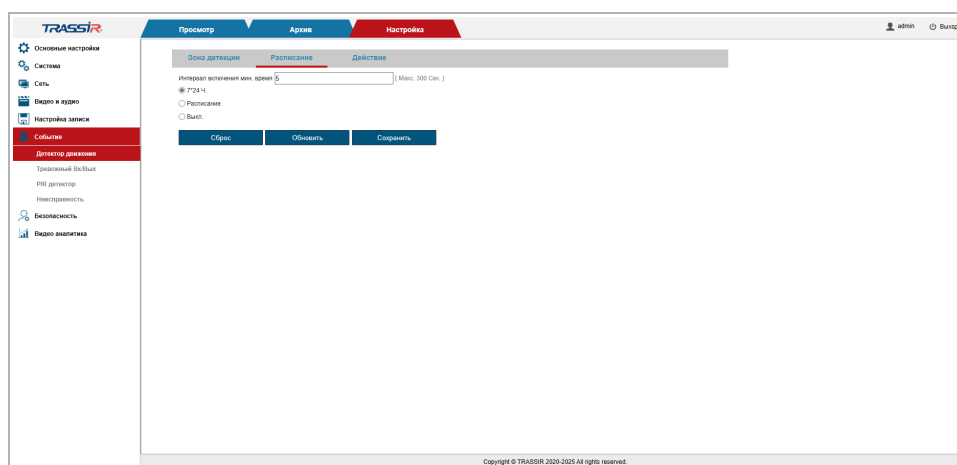 TRASSIR
Просмотр
Архив
Настройка
admin
Выход
Основные настройки
Система
Сеть
Видео и аудио
Настройка записи
События
Детектор движения
Тревожный Вх/Вых
PIR детектор
Неисправность
Безопасность
Видео аналитика
Зона детекции
Расписание
Действие
Интервал включения мин. время 5 [ Макс. 300 Сек. ]
7*24 Ч.
Расписание
Выкл.
Сброс
Обновить
Сохранить
Copyright © TRASSIR 2020-2025 All rights reserved.